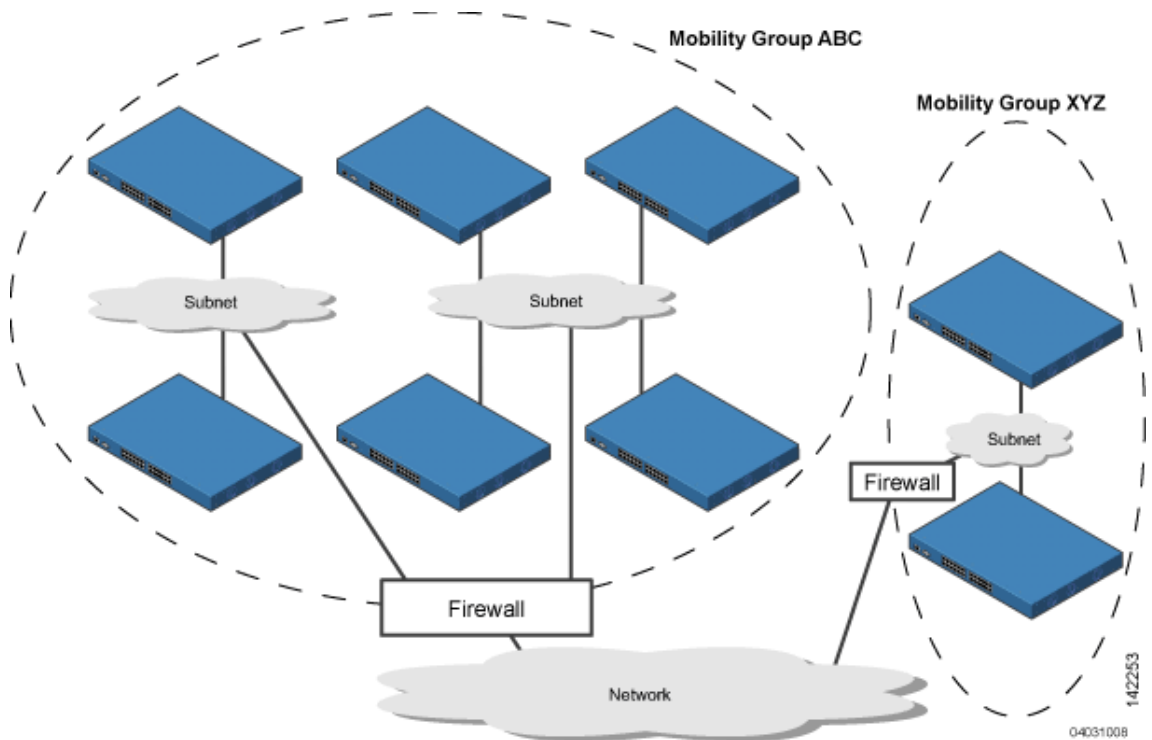 Mobility Group ABC
Mobility Group XYZ
Subnet
Subnet
Subnet
Firewall
Firewall
Network
142253
04031008